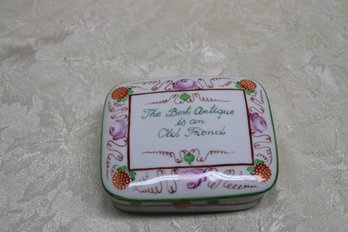 The Best Antique
is an
Old Friend